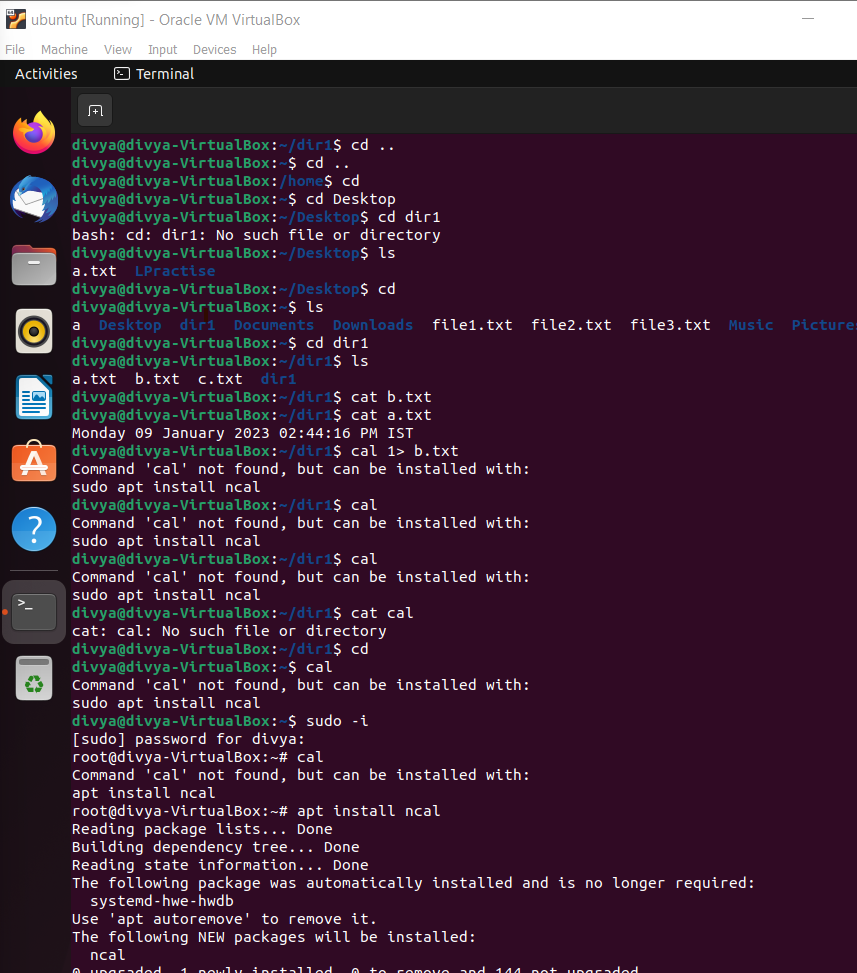 ubuntu [Running] - Oracle VM VirtualBox
File Machine View Input Devices Help
Activities Terminal
divya@divya-VirtualBox:~/dir1$ cd ..
divya@divya-VirtualBox:~$ cd ..
divya@divya-VirtualBox:/home$ cd
divya@divya-VirtualBox:~$ cd Desktop
divya@divya-VirtualBox:~/Desktop$ cd dir1
bash: cd: dir1: No such file or directory
divya@divya-VirtualBox:~/Desktop$ ls
a.txt LPractise
divya@divya-VirtualBox:~/Desktop$ cd
divya@divya-VirtualBox:~$ ls
a Desktop dir1 Documents Downloads file1.txt file2.txt file3.txt Music Pictures
divya@divya-VirtualBox:~$ cd dir1
divya@divya-VirtualBox:~/dir1$ ls
a.txt b.txt c.txt dir1
divya@divya-VirtualBox:~/dir1$ cat b.txt
divya@divya-VirtualBox:~/dir1$ cat a.txt
Monday 09 January 2023 02:44:16 PM IST
divya@divya-VirtualBox:~/dir1$ cal 1> b.txt
Command 'cal' not found, but can be installed with:
sudo apt install ncal
divya@divya-VirtualBox:~/dir1$ cal
Command 'cal' not found, but can be installed with:
sudo apt install ncal
divya@divya-VirtualBox:~/dir1$ cal
Command 'cal' not found, but can be installed with:
sudo apt install ncal
divya@divya-VirtualBox:~/dir1$ cat cal
cat: cal: No such file or directory
divya@divya-VirtualBox:~/dir1$ cd
divya@divya-VirtualBox:~$ cal
Command 'cal' not found, but can be installed with:
sudo apt install ncal
divya@divya-VirtualBox:~$ sudo -i
[sudo] password for divya:
root@divya-VirtualBox:~# cal
Command 'cal' not found, but can be installed with:
apt install ncal
root@divya-VirtualBox:~# apt install ncal
Reading package lists... Done
Building dependency tree... Done
Reading state information... Done
The following package was automatically installed and is no longer required:
systemd-hwe-hwdb
Use 'apt autoremove' to remove it.
The following NEW packages will be installed:
ncal
0 upgraded, 1 newly installed, 0 to remove and 144 not upgraded.